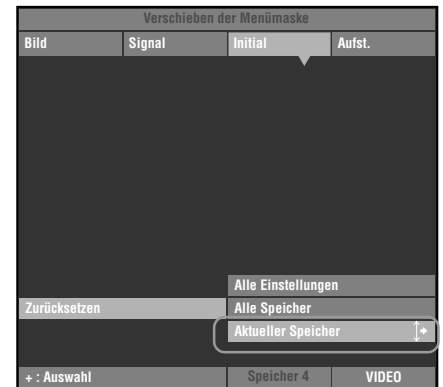 Verschieben der Menümaske
Bild Signal Initial Aufst.
Alle Einstellungen
Zurücksetzen Alle Speicher
Aktueller Speicher
+ : Auswahl Speicher 4 VIDEO